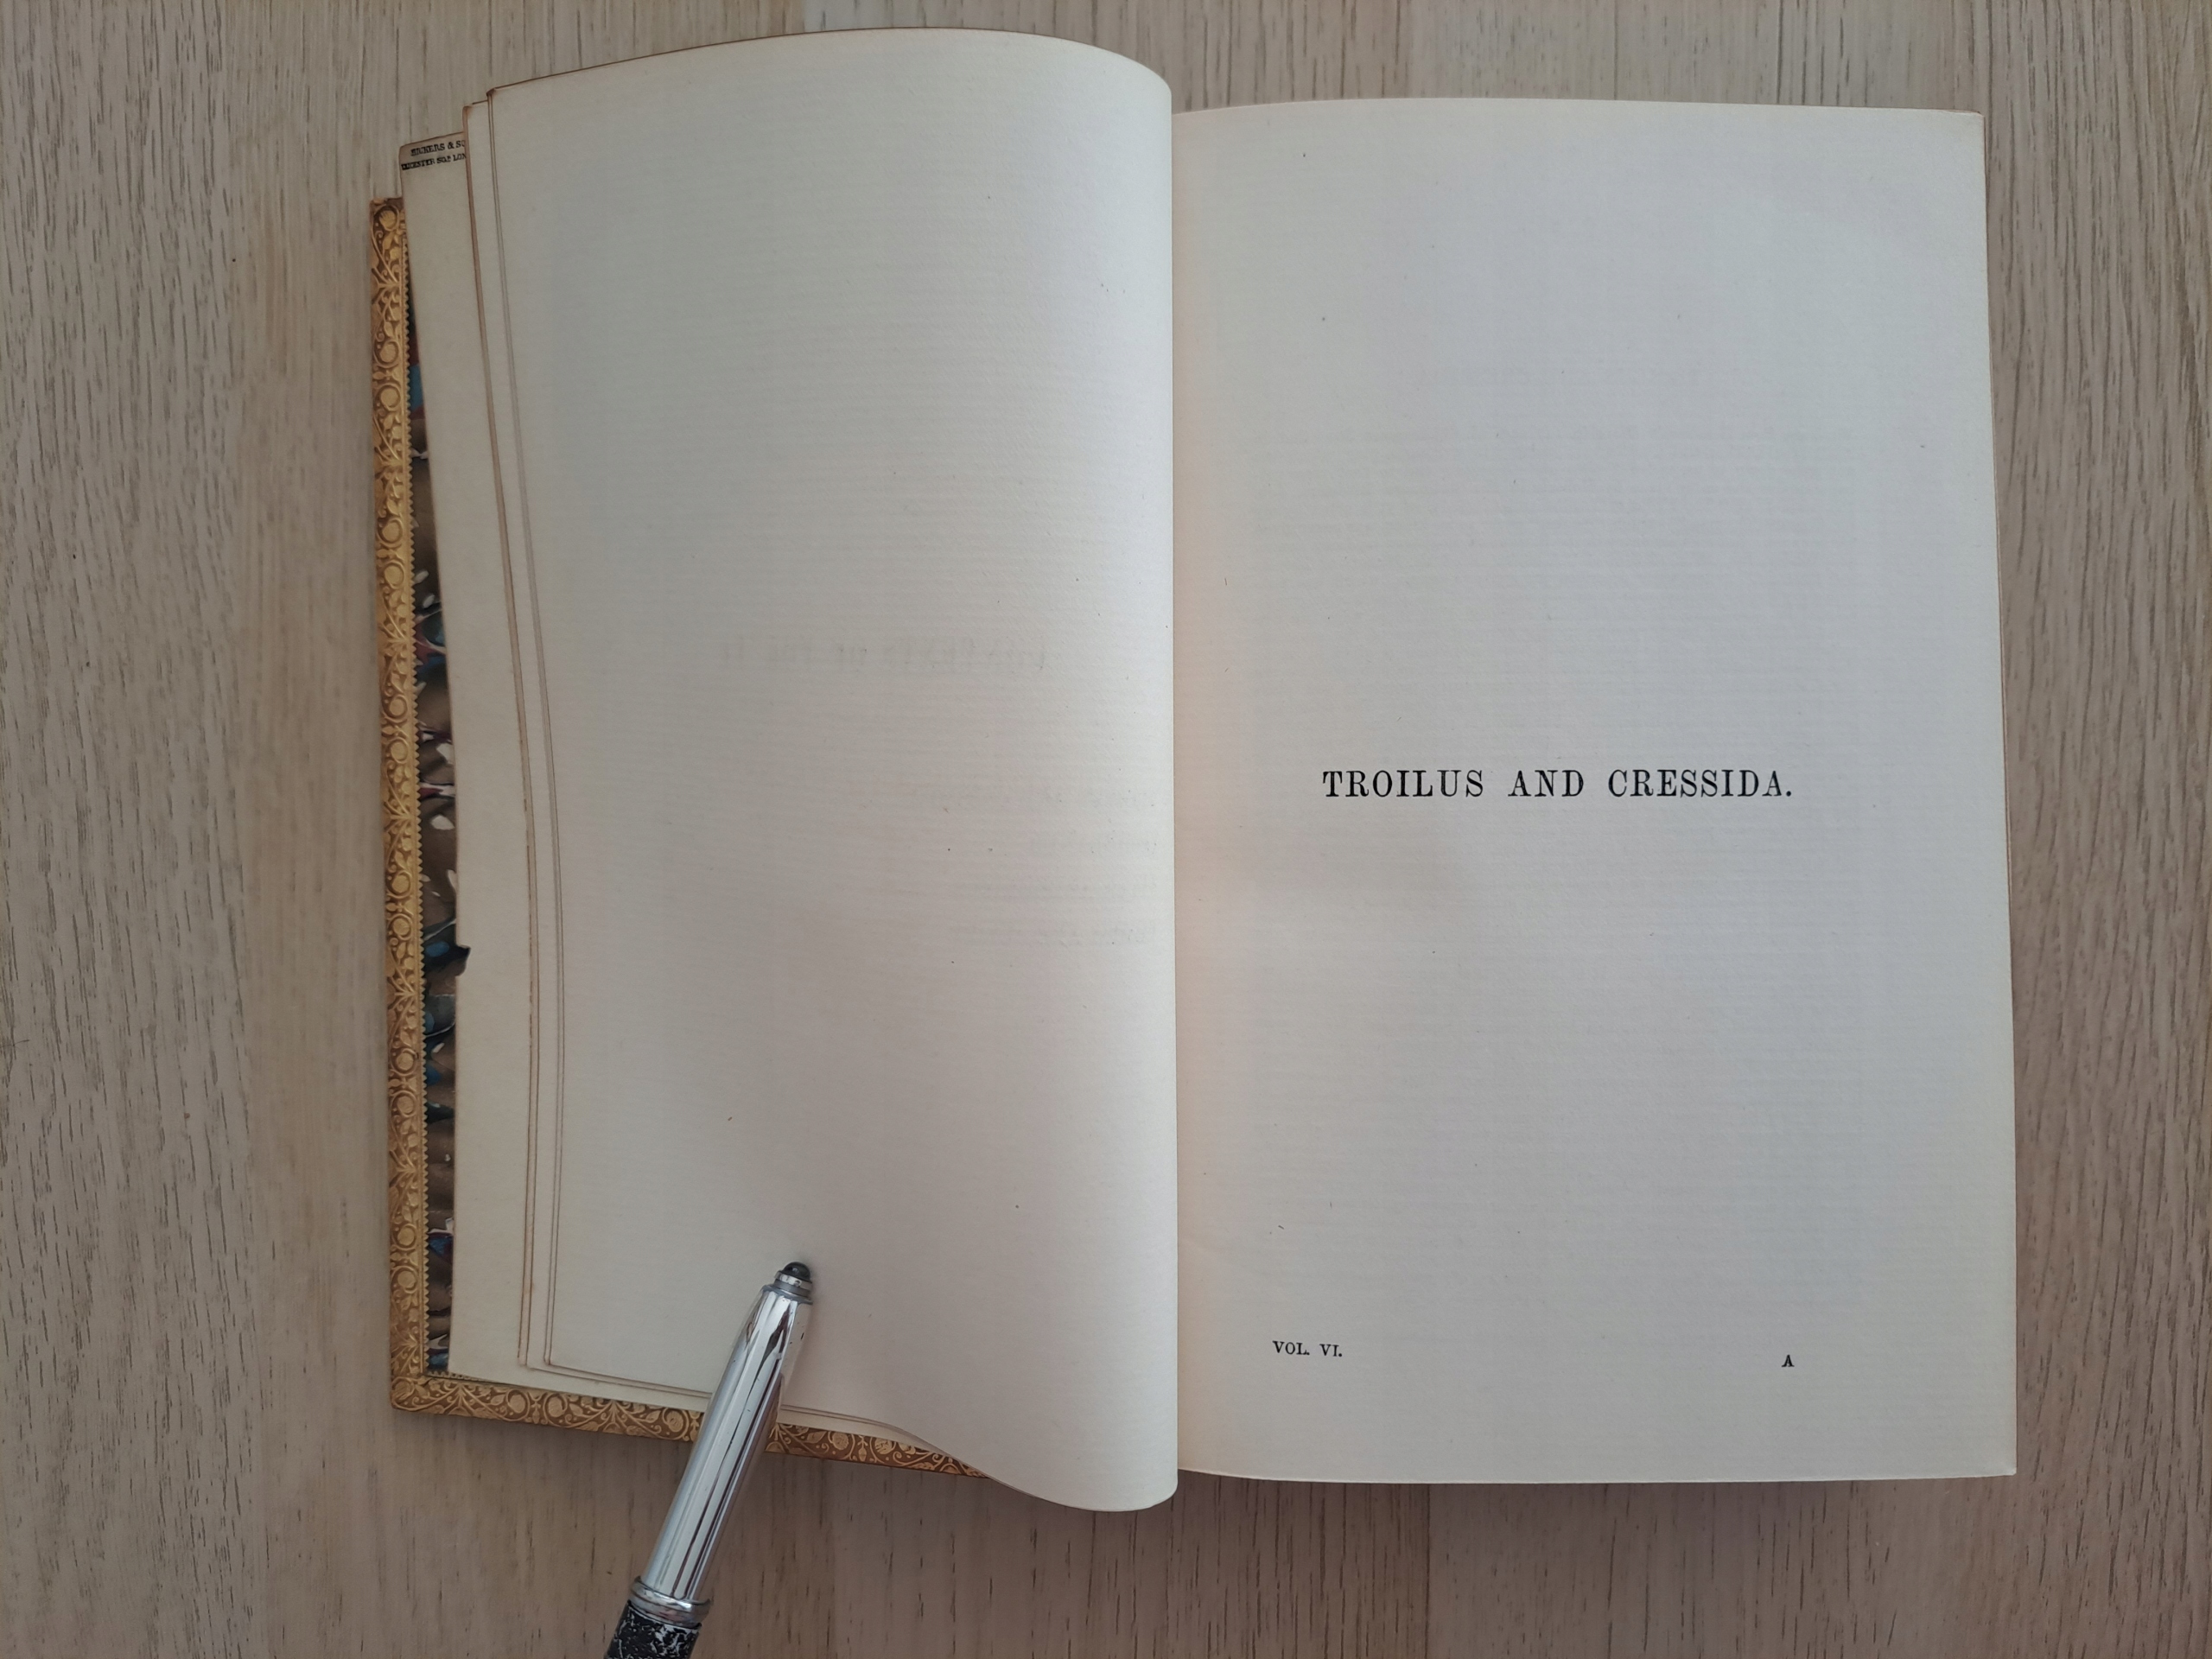 TROILUS AND CRESSIDA.
VOL. VI.
A